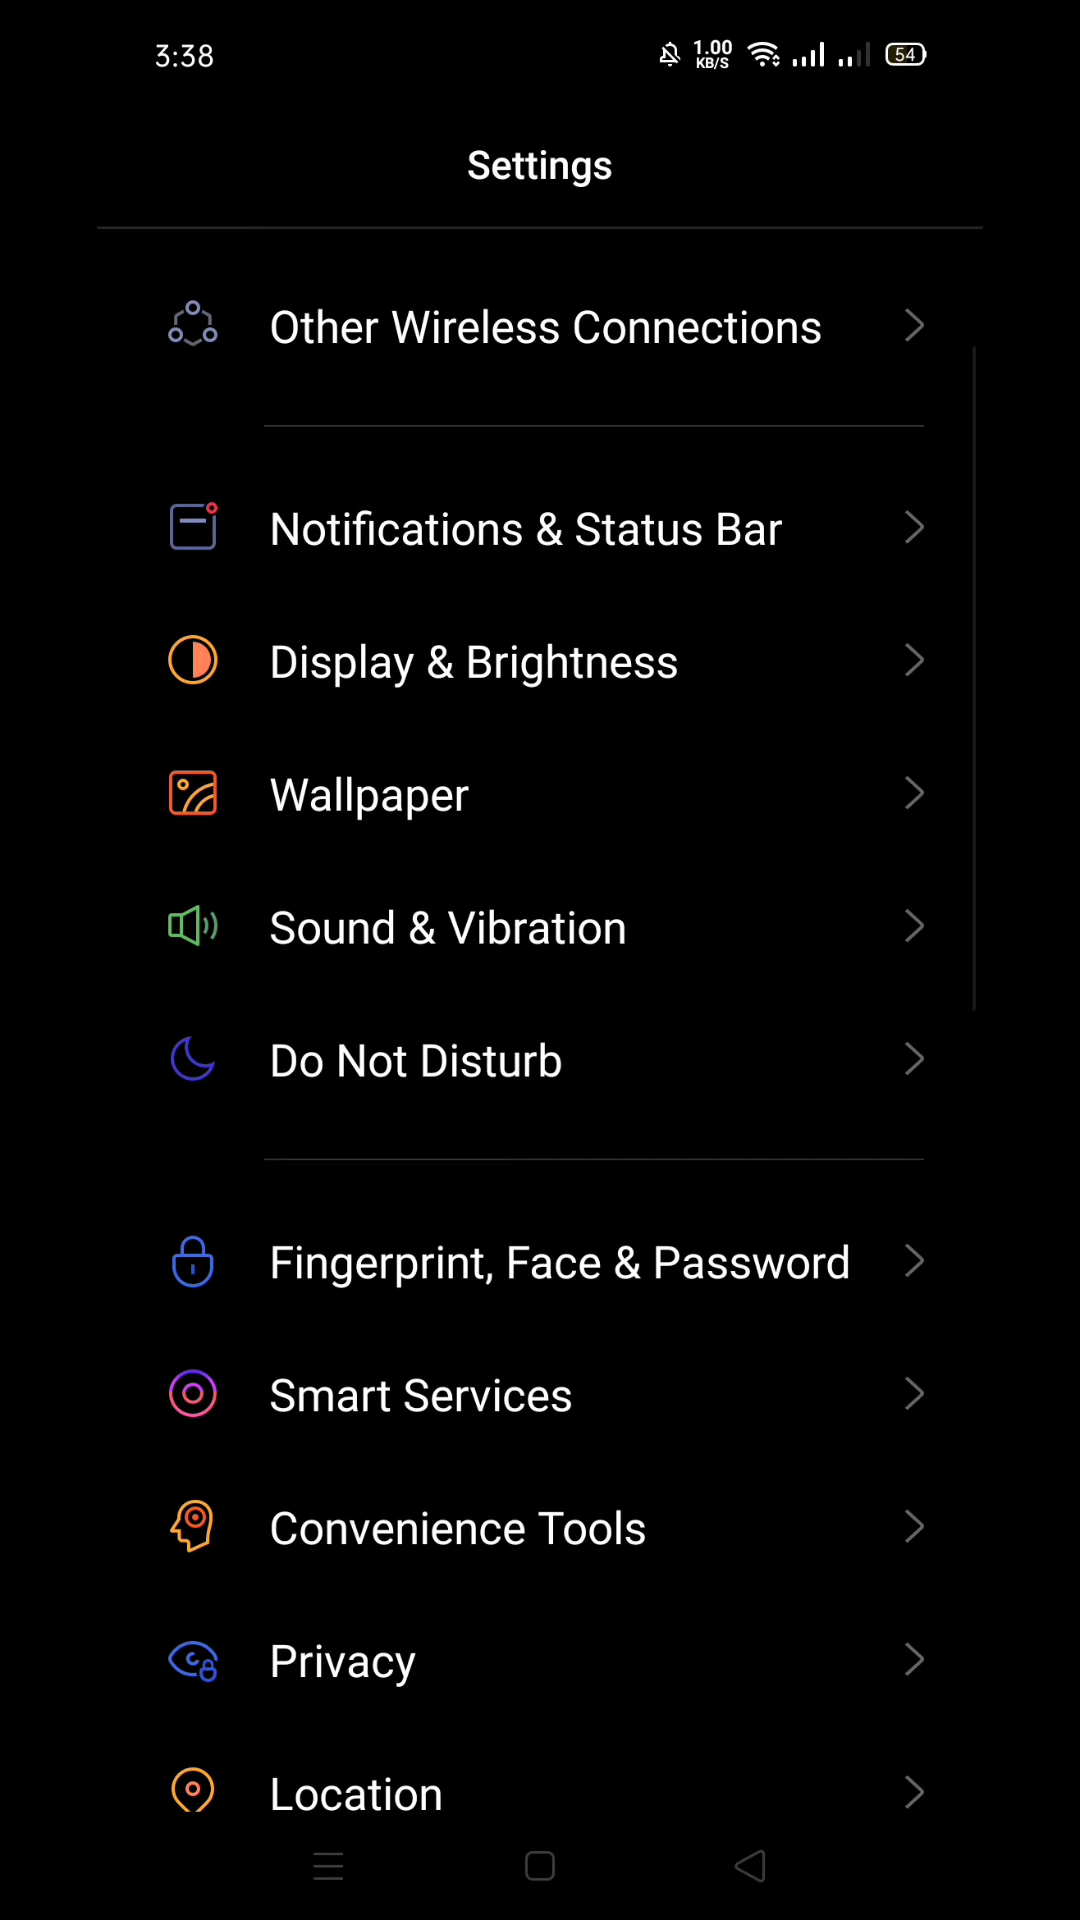 3:38 1.00 KB/S 54
Settings
Other Wireless Connections
Notifications & Status Bar
Display & Brightness
Wallpaper
Sound & Vibration
Do Not Disturb
Fingerprint, Face & Password
Smart Services
Convenience Tools
Privacy
Location